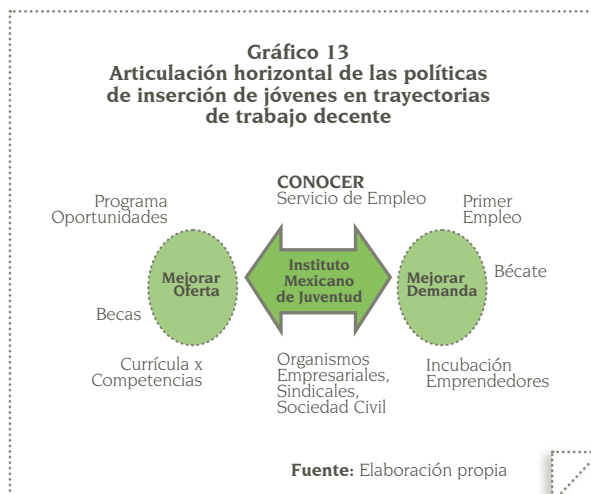 Gráfico 13
Articulación horizontal de las políticas
de inserción de jóvenes en trayectorias
de trabajo decente
Programa
Oportunidades
CONOCER
Servicio de Empleo
Primer
Empleo
Mejorar
Oferta
Instituto
Mexicano
de Juventud
Mejorar
Demanda
Bécate
Becas
Currícula x
Competencias
Organismos
Empresariales,
Sindicales,
Sociedad Civil
Incubación
Emprendedores
Fuente: Elaboración propia